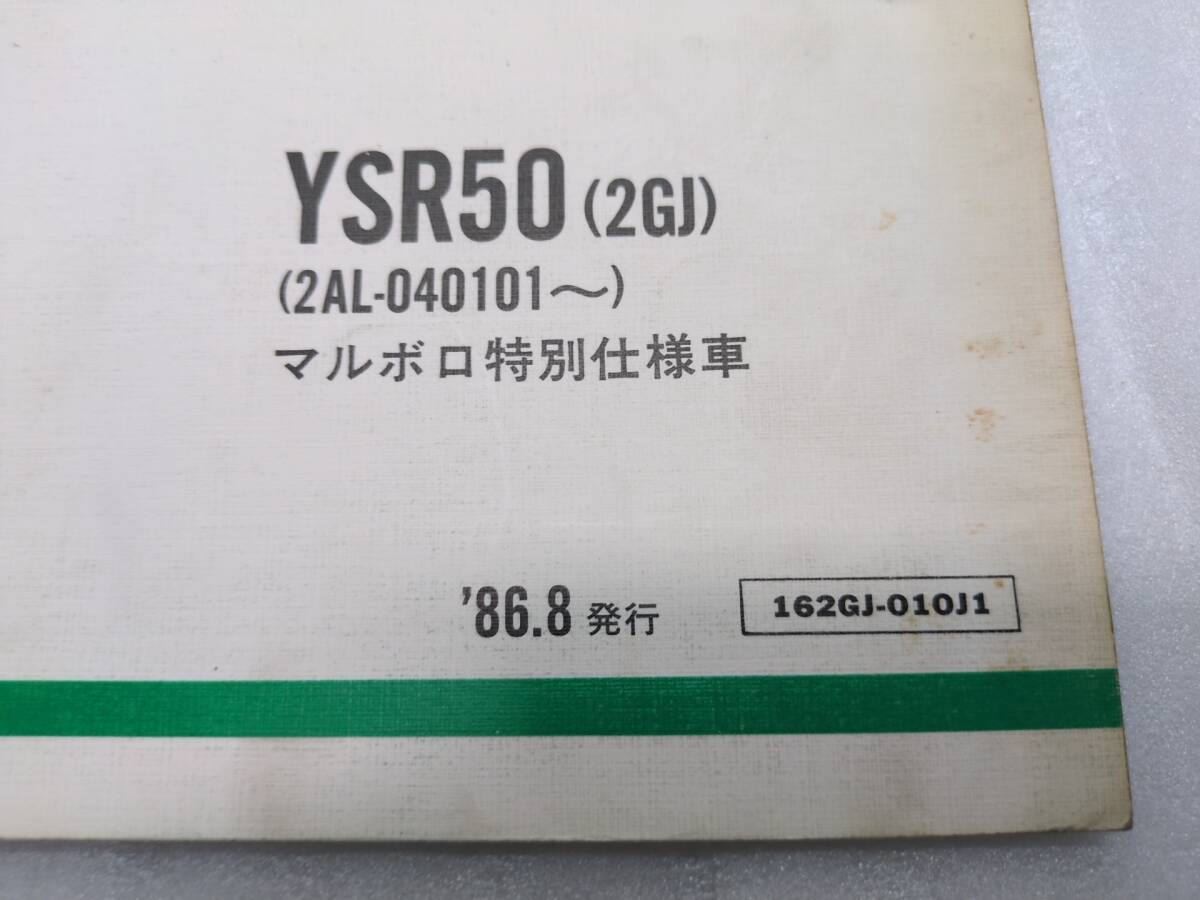 YSR50 (2GJ)
(2AL-040101〜)
マルボロ特別仕様車
'86.8 発行
162GJ-010J1